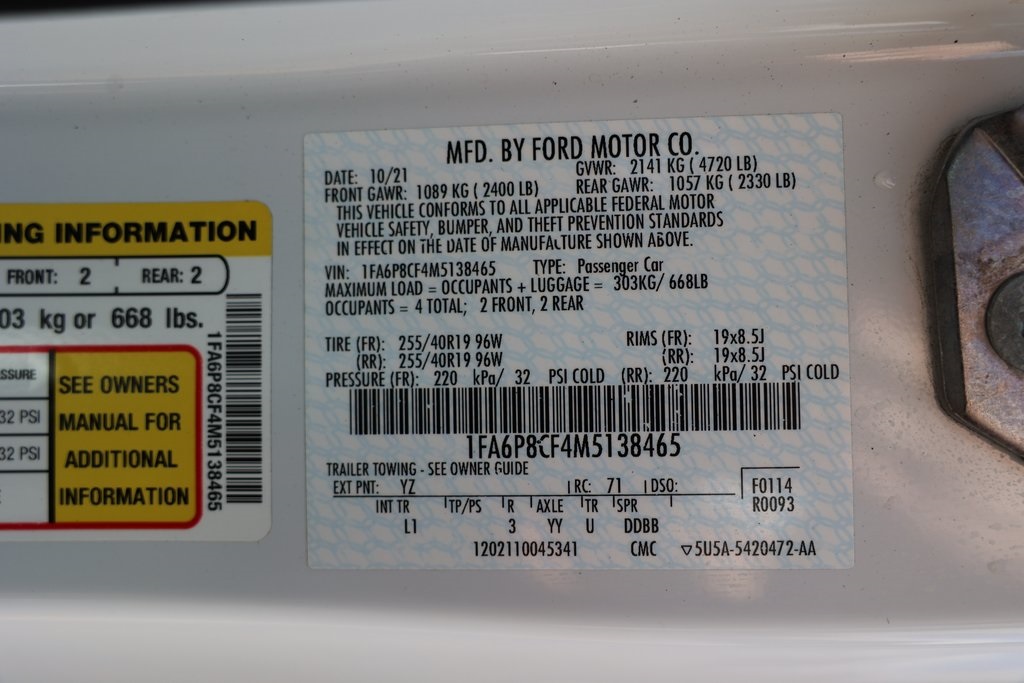 NG INFORMATION
FRONT: 2 REAR: 2
03 kg or 668 lbs.
SSURE
32 PSI
32 PSI
SEE OWNERS
MANUAL FOR
ADDITIONAL
INFORMATION
1FA6P8CF4M5138465
MFD. BY FORD MOTOR CO.
DATE: 10/21 GVWR: 2141 KG ( 4720 LB)
FRONT GAWR: 1089 KG ( 2400 LB) REAR GAWR: 1057 KG ( 2330 LB)
THIS VEHICLE CONFORMS TO ALL APPLICABLE FEDERAL MOTOR
VEHICLE SAFETY, BUMPER, AND THEFT PREVENTION STANDARDS
IN EFFECT ON THE DATE OF MANUFACTURE SHOWN ABOVE.
VIN: 1FA6P8CF4M5138465 TYPE: Passenger Car
MAXIMUM LOAD = OCCUPANTS + LUGGAGE = 303KG/ 668LB
OCCUPANTS = 4 TOTAL; 2 FRONT, 2 REAR
TIRE (FR): 255/40R19 96W RIMS (FR): 19x8.5J
(RR): 255/40R19 96W (RR): 19x8.5J
PRESSURE (FR): 220 kPa/ 32 PSI COLD (RR): 220 kPa/ 32 PSI COLD
1FA6P8CF4M5138465
TRAILER TOWING - SEE OWNER GUIDE
EXT PNT: YZ RC: 71 DSO: F0114
INT TR TP/PS R AXLE TR SPR R0093
L1 3 YY U DDBB
1202110045341 CMC ▽5U5A-5420472-AA